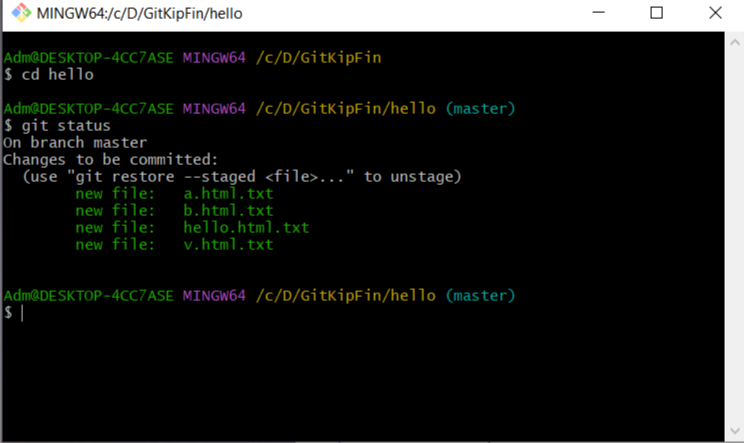 MINGW64:/c/D/GitKipFin/hello
Adm@DESKTOP-4CC7ASE MINGW64 /c/D/GitKipFin
$ cd hello
Adm@DESKTOP-4CC7ASE MINGW64 /c/D/GitKipFin/hello (master)
$ git status
On branch master
Changes to be committed:
  (use "git restore --staged <file>..." to unstage)
        new file:   a.html.txt
        new file:   b.html.txt
        new file:   hello.html.txt
        new file:   v.html.txt
Adm@DESKTOP-4CC7ASE MINGW64 /c/D/GitKipFin/hello (master)
$